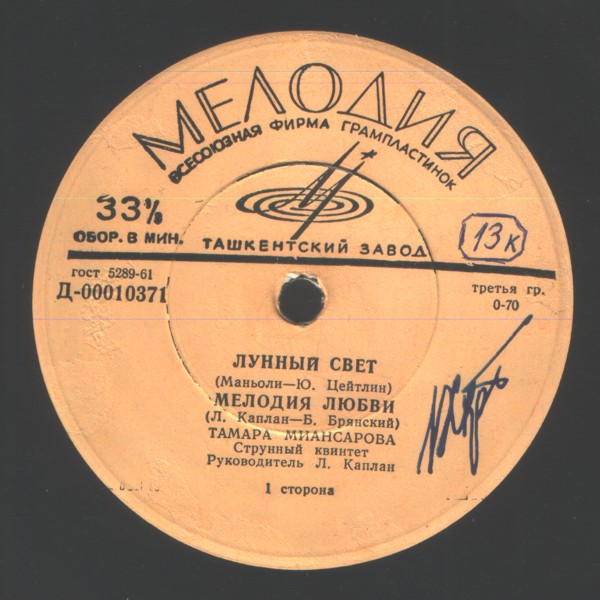 МЕЛОДИЯ
ВСЕСОЮЗНАЯ ФИРМА ГРАМПЛАСТИНОК
33⅓
ОБОР. В МИН.
ТАШКЕНТСКИЙ ЗАВОД
13к
гост 5289-61
Д-00010371
третья гр.
0-70
ЛУННЫЙ СВЕТ
(Маньоли—Ю. Цейтлин)
МЕЛОДИЯ ЛЮБВИ
(Л. Каплан—Б. Брянский)
ТАМАРА МИАНСАРОВА
Струнный квинтет
Руководитель Л. Каплан
1 сторона